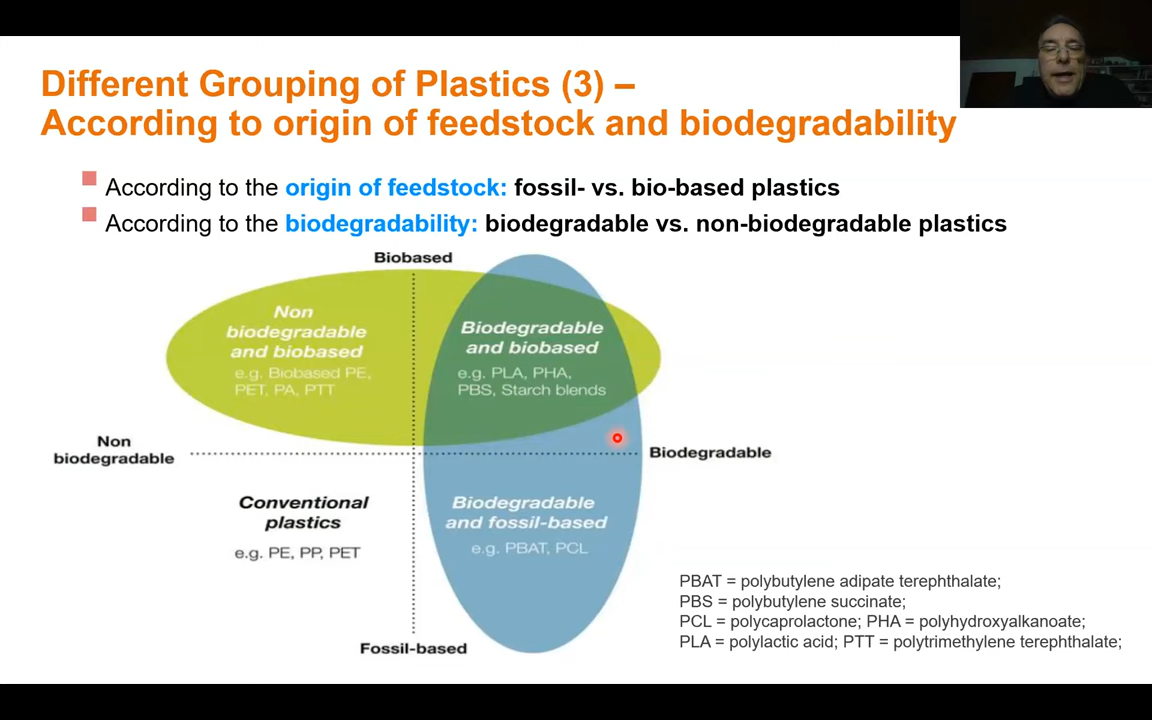 Different Grouping of Plastics (3) –
According to origin of feedstock and biodegradability
According to the origin of feedstock: fossil- vs. bio-based plastics
According to the biodegradability: biodegradable vs. non-biodegradable plastics
Biobased
Non
biodegradable
and biobased
e.g. Biobased PE,
PET, PA, PTT
Biodegradable
and biobased
e.g. PLA, PHA,
PBS, Starch blends
Non
biodegradable
Biodegradable
Conventional
plastics
e.g. PE, PP, PET
Biodegradable
and fossil-based
e.g. PBAT, PCL
Fossil-based
PBAT = polybutylene adipate terephthalate;
PBS = polybutylene succinate;
PCL = polycaprolactone; PHA = polyhydroxyalkanoate;
PLA = polylactic acid; PTT = polytrimethylene terephthalate;